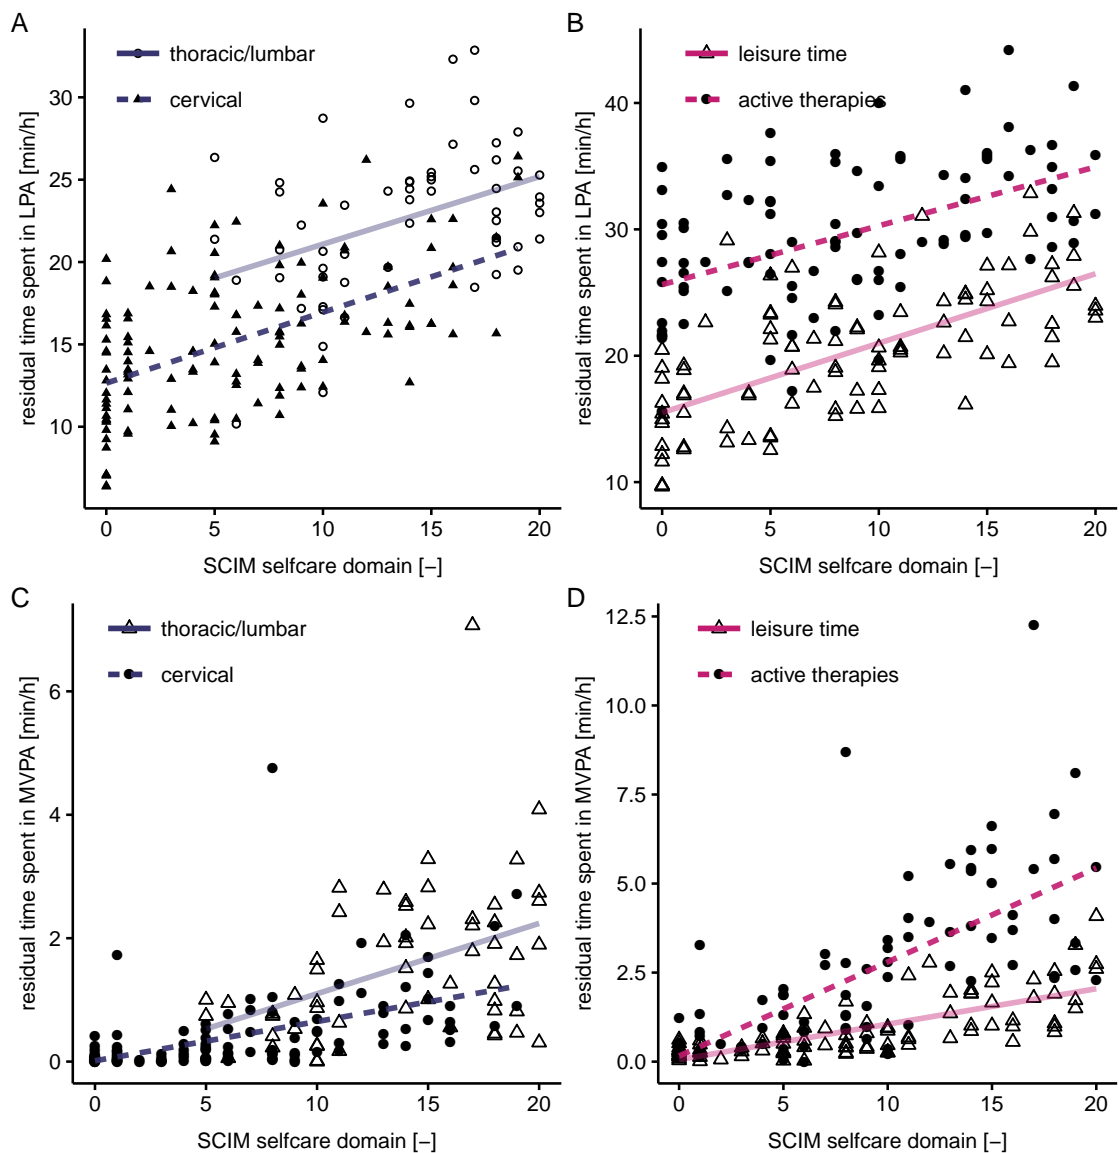 A
thoracic/lumbar
cervical
residual time spent in LPA [min/h]
30
25
20
15
10
0
5
10
15
20
SCIM selfcare domain [−]
B
leisure time
active therapies
residual time spent in LPA [min/h]
40
30
20
10
0
5
10
15
20
SCIM selfcare domain [−]
C
thoracic/lumbar
cervical
residual time spent in MVPA [min/h]
6
4
2
0
0
5
10
15
20
SCIM selfcare domain [−]
D
leisure time
active therapies
residual time spent in MVPA [min/h]
12.5
10.0
7.5
5.0
2.5
0.0
0
5
10
15
20
SCIM selfcare domain [−]